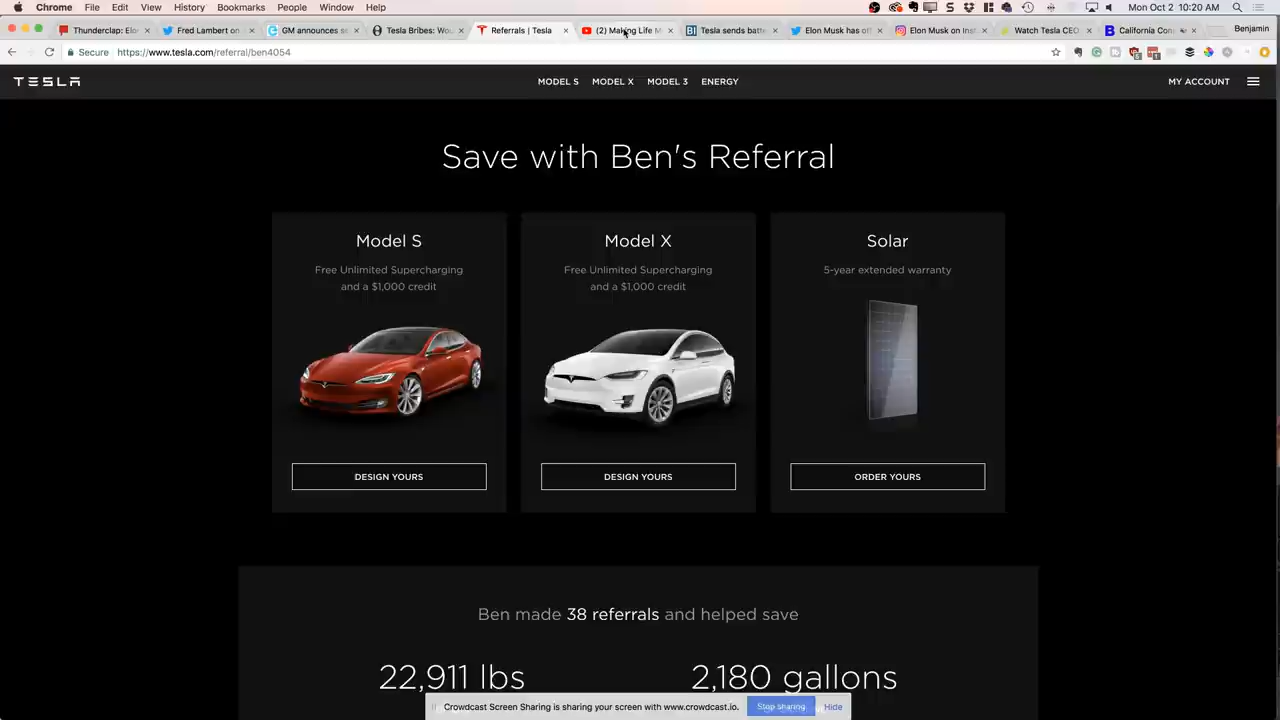 Chrome File Edit View History Bookmarks People Window Help Mon Oct 2 10:20 AM
Thunderclap: Elo Fred Lambert on GM announces s Tesla Bribes: Wou Referrals | Tesla (2) Making Life M Tesla sends batte Elon Musk has of Elon Musk on Inst Watch Tesla CEO California Con Benjamin
Secure https://www.tesla.com/referral/ben4054
TESLA MODEL S MODEL X MODEL 3 ENERGY MY ACCOUNT
Save with Ben's Referral
Model S
Free Unlimited Supercharging
and a $1,000 credit
DESIGN YOURS
Model X
Free Unlimited Supercharging
and a $1,000 credit
DESIGN YOURS
Solar
5-year extended warranty
ORDER YOURS
Ben made 38 referrals and helped save
22,911 lbs 2,180 gallons
Crowdcast Screen Sharing is sharing your screen with www.crowdcast.io. Stop sharing Hide